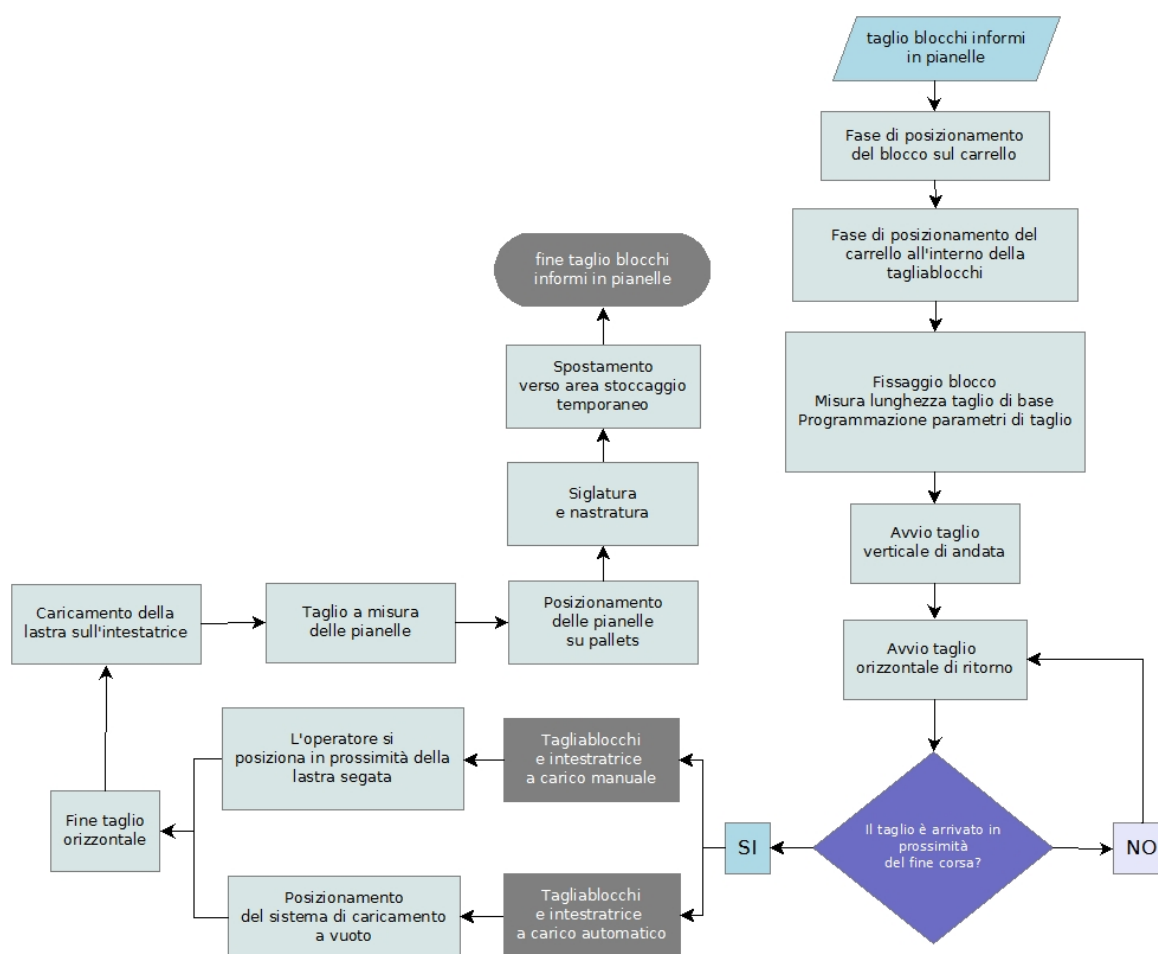 taglio blocchi informi
in pianelle
Fase di posizionamento
del blocco sul carrello
Fase di posizionamento del
carrello all'interno della
tagliablocchi
Fissaggio blocco
Misura lunghezza taglio di base
Programmazione parametri di taglio
Avvio taglio
verticale di andata
Avvio taglio
orizzontale di ritorno
Il taglio è arrivato in
prossimità
del fine corsa?
NO
SI
Tagliablocchi
e intestratrice
a carico manuale
L'operatore si
posiziona in prossimità della
lastra segata
Tagliablocchi
e intestratrice
a carico automatico
Posizionamento
del sistema di caricamento
a vuoto
Fine taglio
orizzontale
Caricamento della
lastra sull'intestatrice
Taglio a misura
delle pianelle
Posizionamento
delle pianelle
su pallets
Siglatura
e nastratura
Spostamento
verso area stoccaggio
temporaneo
fine taglio blocchi
informi in pianelle